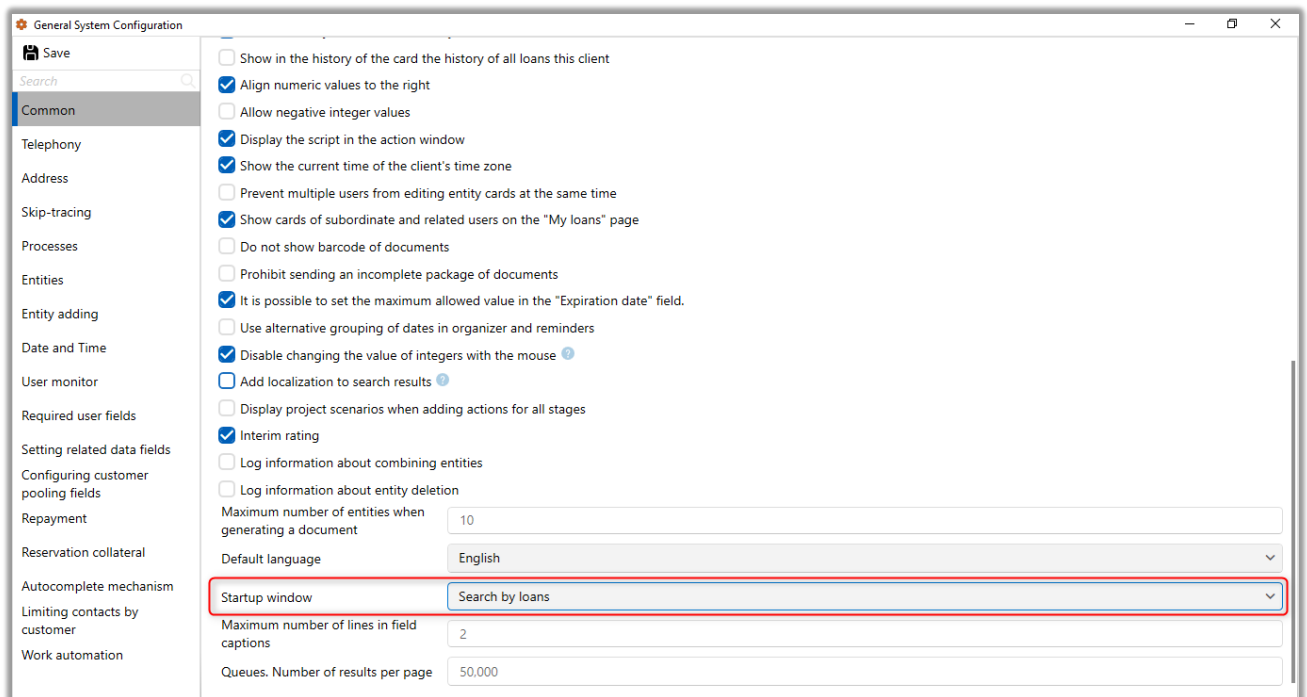 General System Configuration
Save
Search
Common
Telephony
Address
Skip-tracing
Processes
Entities
Entity adding
Date and Time
User monitor
Required user fields
Setting related data fields
Configuring customer
pooling fields
Repayment
Reservation collateral
Autocomplete mechanism
Limiting contacts by
customer
Work automation
Show in the history of the card the history of all loans this client
Align numeric values to the right
Allow negative integer values
Display the script in the action window
Show the current time of the client's time zone
Prevent multiple users from editing entity cards at the same time
Show cards of subordinate and related users on the "My loans" page
Do not show barcode of documents
Prohibit sending an incomplete package of documents
It is possible to set the maximum allowed value in the "Expiration date" field.
Use alternative grouping of dates in organizer and reminders
Disable changing the value of integers with the mouse ?
Add localization to search results ?
Display project scenarios when adding actions for all stages
Interim rating
Log information about combining entities
Log information about entity deletion
Maximum number of entities when
generating a document
10
Default language
English
Startup window
Search by loans
Maximum number of lines in field
captions
2
Queues. Number of results per page
50,000